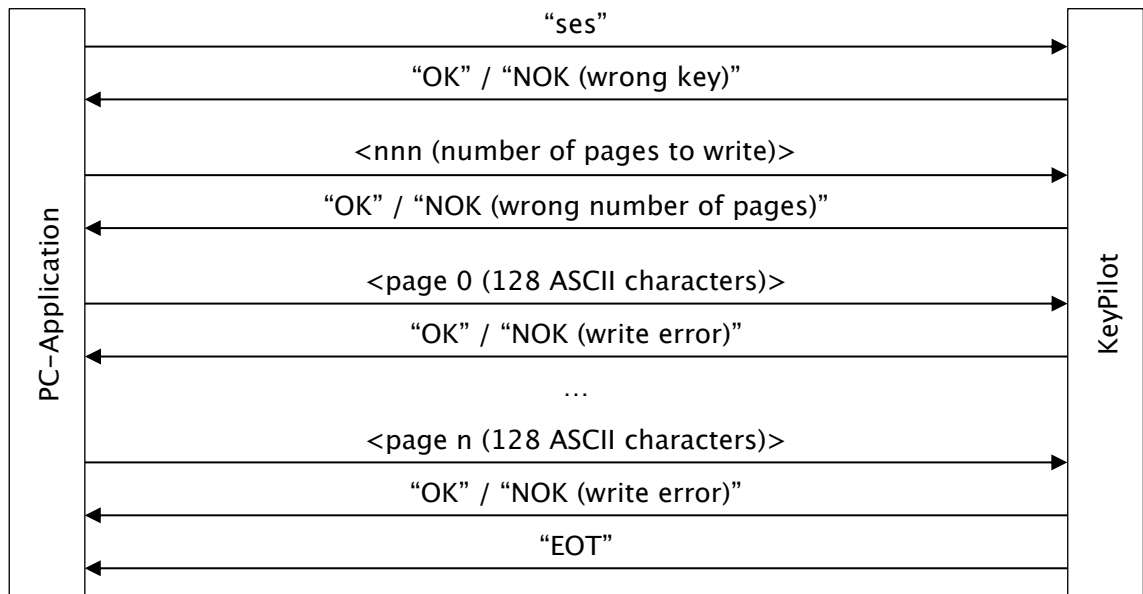 “ses”
“OK” / “NOK (wrong key)”
<nnn (number of pages to write)>
“OK” / “NOK (wrong number of pages)”
<page 0 (128 ASCII characters)>
“OK” / “NOK (write error)”
…
<page n (128 ASCII characters)>
“OK” / “NOK (write error)”
“EOT”
PC-Application
KeyPilot